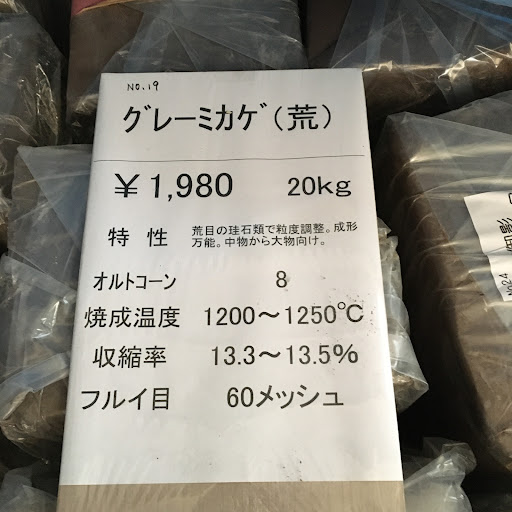 NO.19
グレーミカゲ(荒)
￥1,980 20kg
特性 荒目の珪石類で粒度調整。成形
万能。中物から大物向け。
オルトコーン 8
焼成温度 1200～1250℃
収縮率 13.3～13.5%
フルイ目 60メッシュ
No24